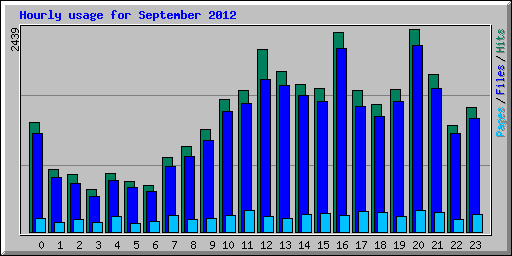 Hourly usage for September 2012
2439
Pages / Files / Hits
0 1 2 3 4 5 6 7 8 9 10 11 12 13 14 15 16 17 18 19 20 21 22 23